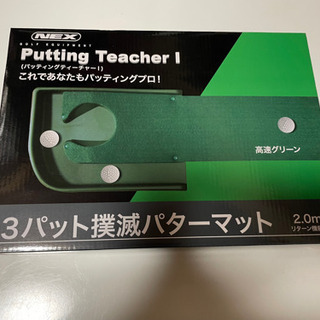 NEX
GOLF EQUIPMENT
Putting Teacher I
(パッティングティーチャーI)
これであなたもパッティングプロ！
高速グリーン
3パット撲滅パターマット
2.0m
リターン機能